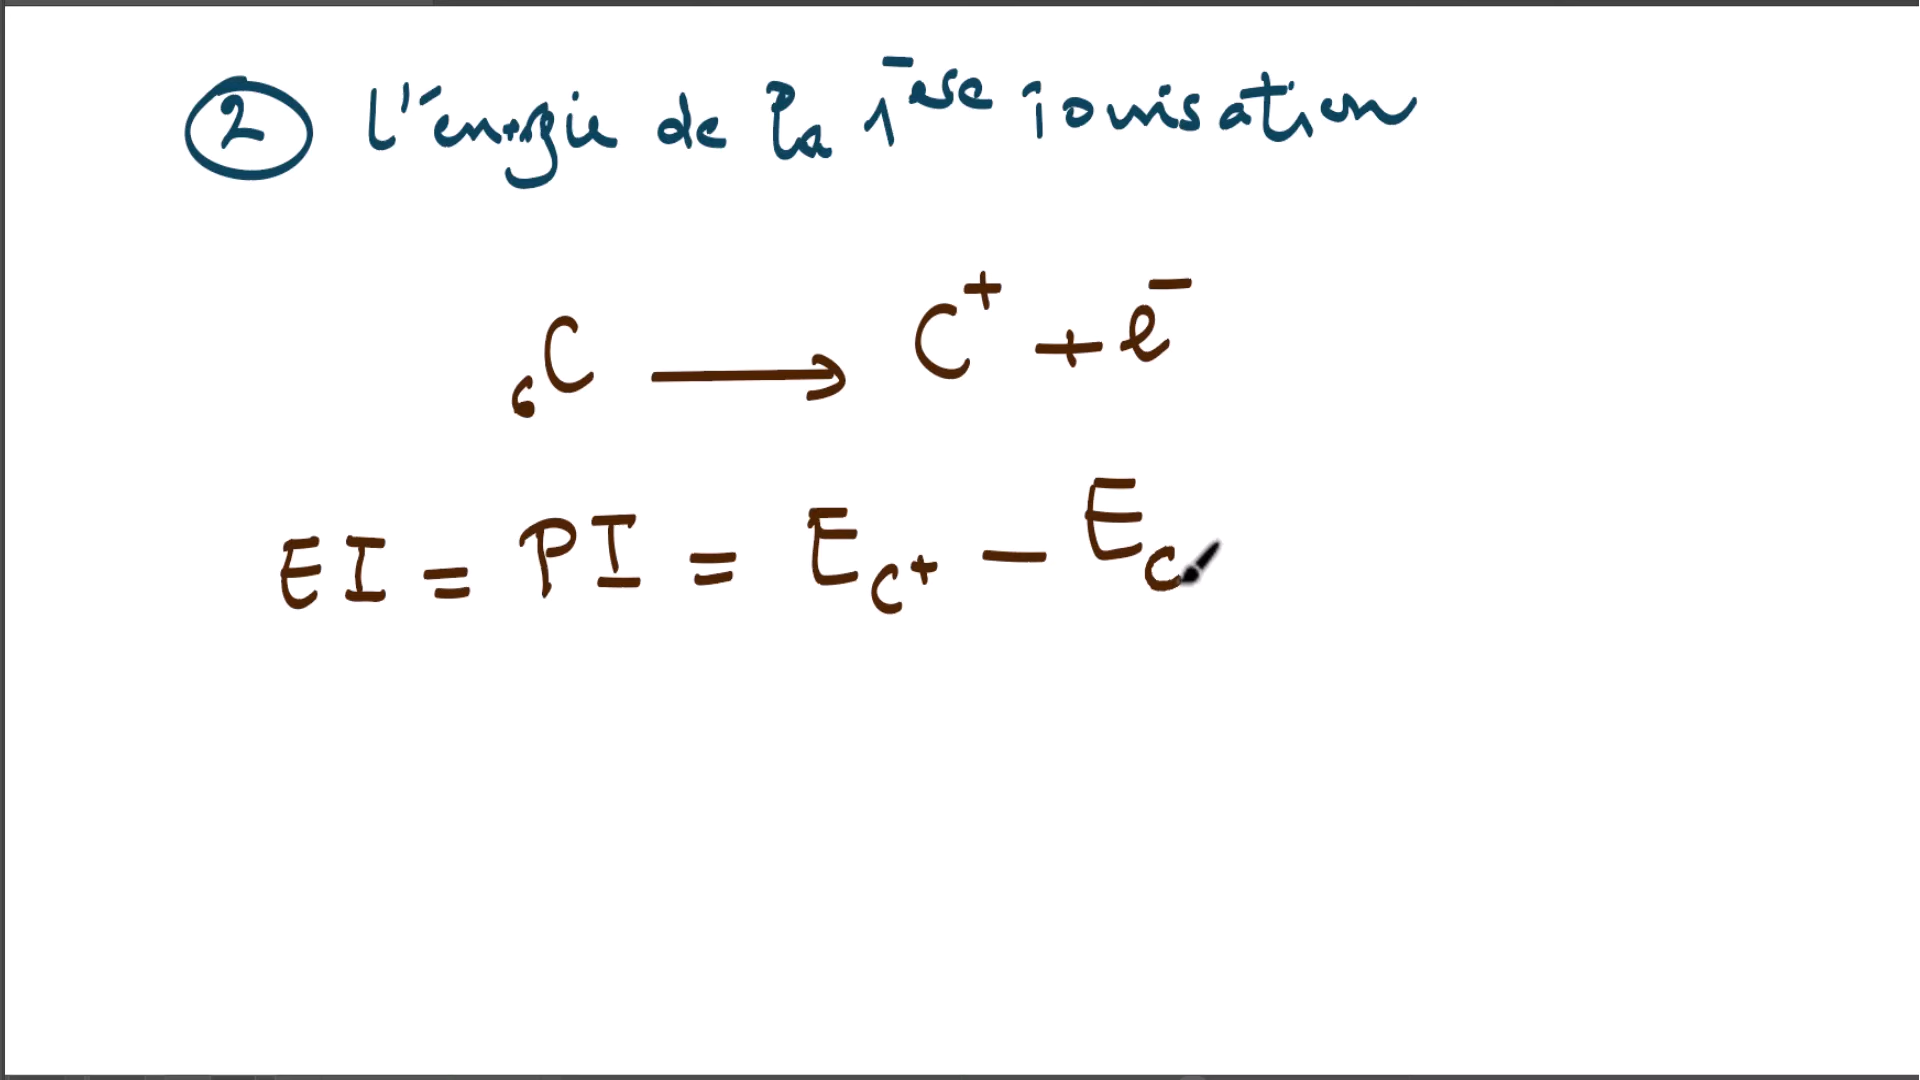 ② L'énergie de la 1ère ionisation
₆C ⟶ C⁺ + e⁻
EI = PI = E_C⁺ − E_C